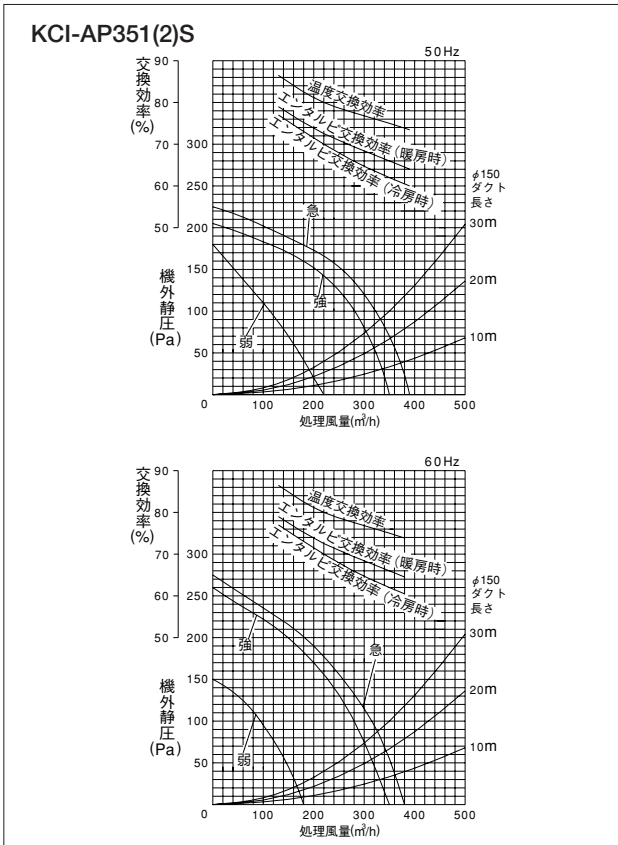 KCI-AP351(2)S
50Hz
交換効率(%)
90
80
70
60
50
300
250
200
150
100
50
0
機外静圧(Pa)
温度交換効率
エンタルピ交換効率(暖房時)
エンタルピ交換効率(冷房時)
急
強
弱
φ150
ダクト
長さ
30m
20m
10m
100
200
300
400
500
処理風量(m³/h)
60Hz
交換効率(%)
90
80
70
60
50
300
250
200
150
100
50
0
機外静圧(Pa)
温度交換効率
エンタルピ交換効率(暖房時)
エンタルピ交換効率(冷房時)
強
急
弱
φ150
ダクト
長さ
30m
20m
10m
100
200
300
400
500
処理風量(m³/h)